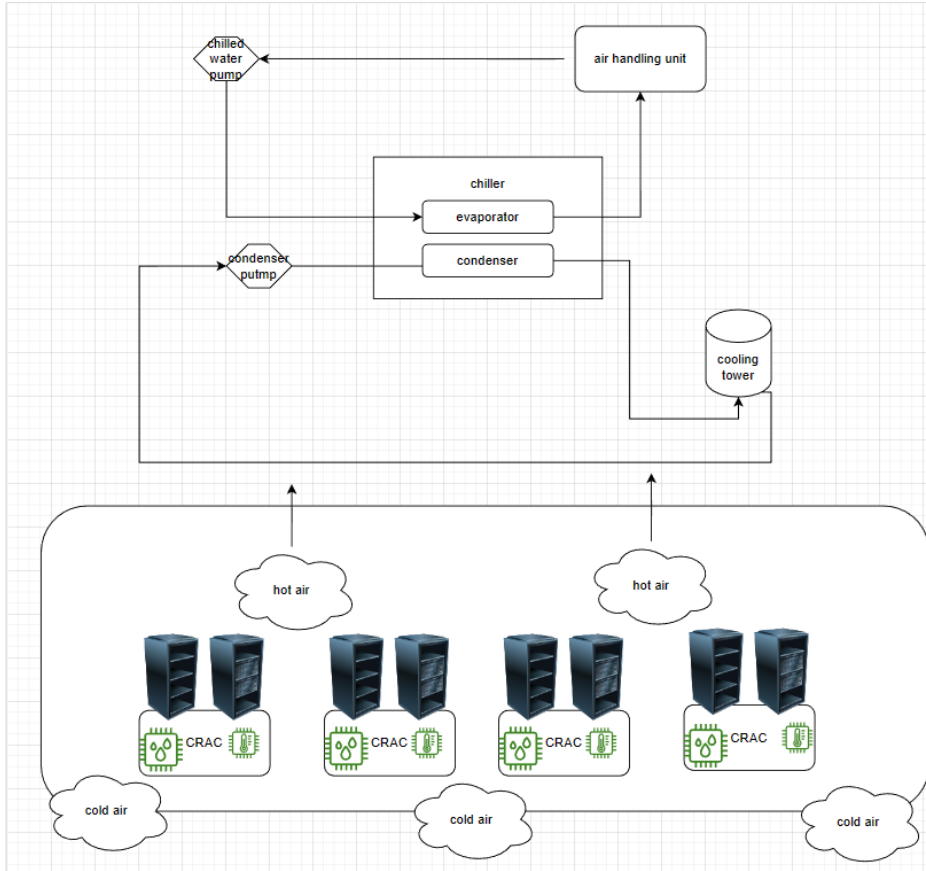 chilled
water
pump
air handling unit
chiller
evaporator
condenser
putmp
condenser
cooling
tower
hot air
hot air
CRAC
CRAC
CRAC
CRAC
cold air
cold air
cold air